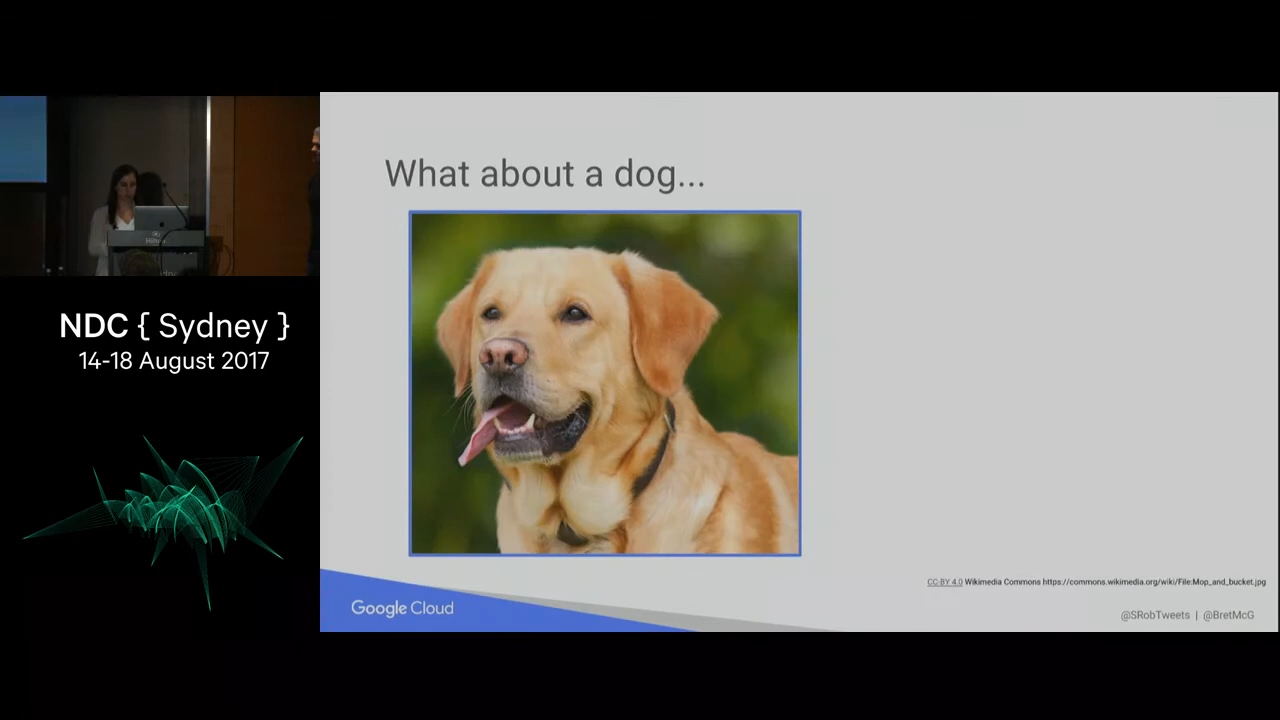 What about a dog...
Hilton
NDC { Sydney }
14-18 August 2017
CC-BY 4.0 Wikimedia Commons https://commons.wikimedia.org/wiki/File:Mop_and_bucket.jpg
Google Cloud
@SRobTweets | @BretMcG